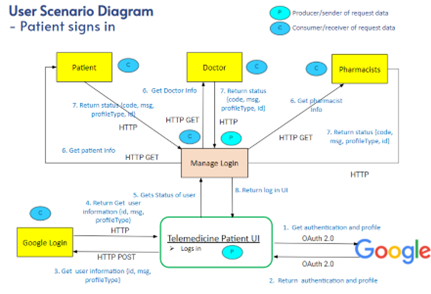 User Scenario Diagram
- Patient signs in
P Producer/sender of request data
C Consumer/receiver of request data
Patient
C
Doctor
C
Pharmacists
C
6. Get Doctor Info
7. Return status (code, msg, profileType, id)
HTTP
7. Return status
(code, msg,
profileType, id)
HTTP GET
HTTP
6. Get pharmacist
Info
HTTP GET
7. Return status (code,
msg, profileType, id)
HTTP
6. Get patient info
HTTP GET
C
P
Manage Login
5. Gets Status of user
8. Return log in UI
C
4. Return Get user
information (id, msg,
profileType)
HTTP
Google Login
HTTP POST
3. Get user information (id, msg,
profileType)
Telemedicine Patient UI
➤ Logs in
P
1. Get authentication and profile
OAuth 2.0
Google
OAuth 2.0
2. Return authentication and profile